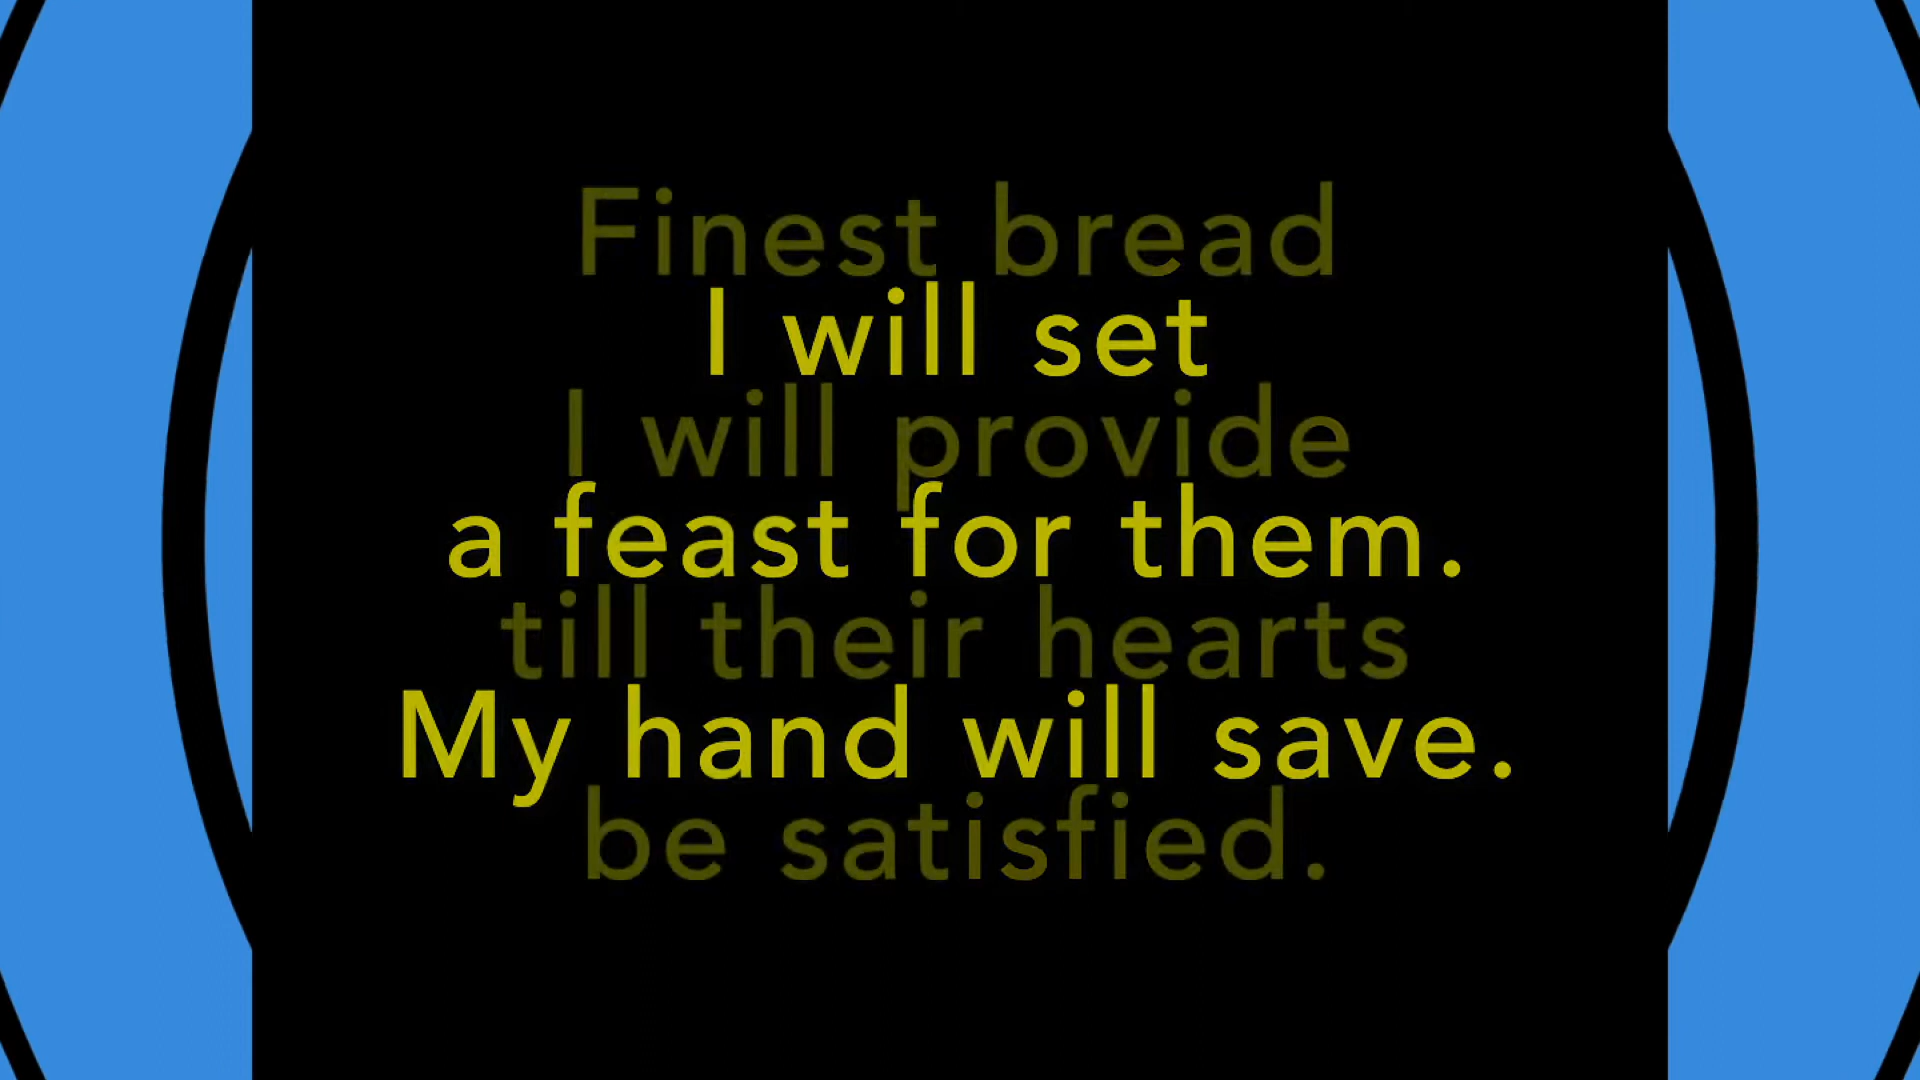 Finest bread
I will set
I will provide
a feast for them.
till their hearts
My hand will save.
be satisfied.